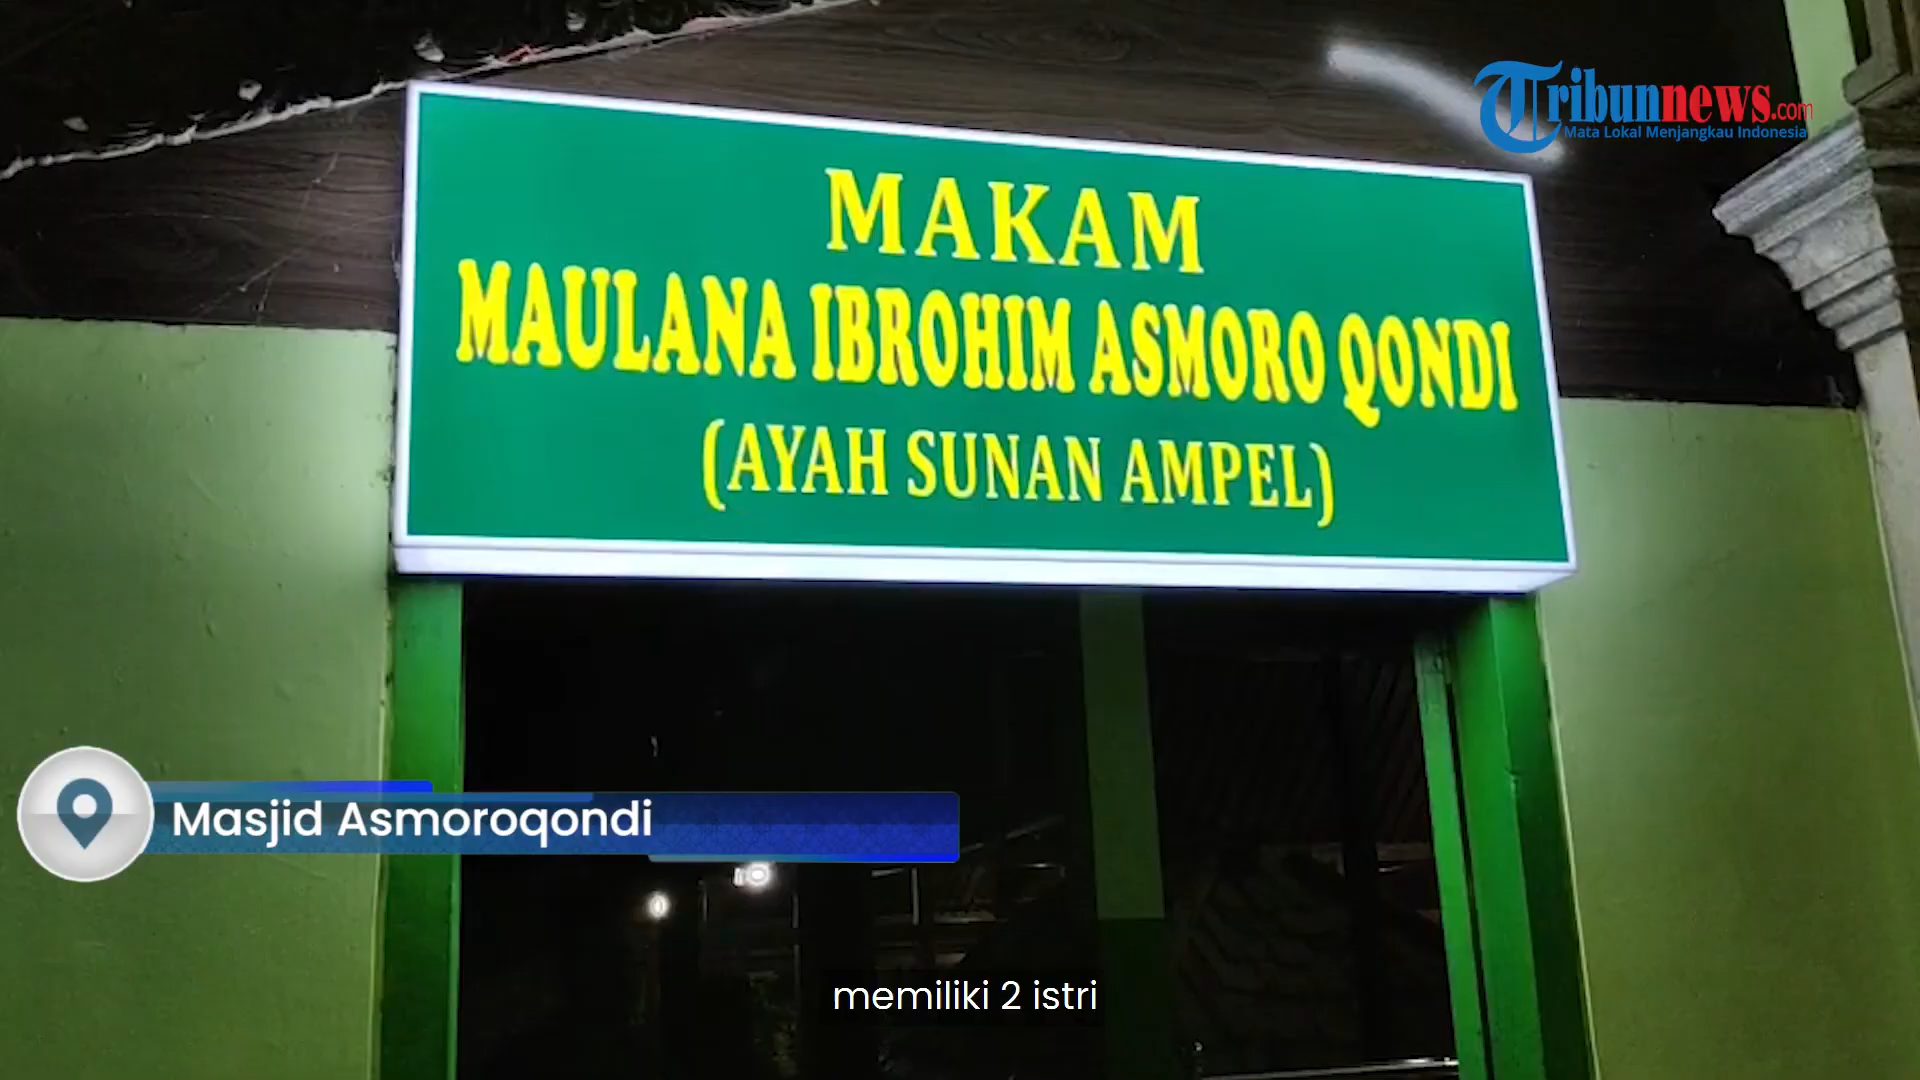 Tribunnews.com
Mata Lokal Menjangkau Indonesia
MAKAM
MAULANA IBROHIM ASMORO QONDI
(AYAH SUNAN AMPEL)
Masjid Asmoroqondi
memiliki 2 istri